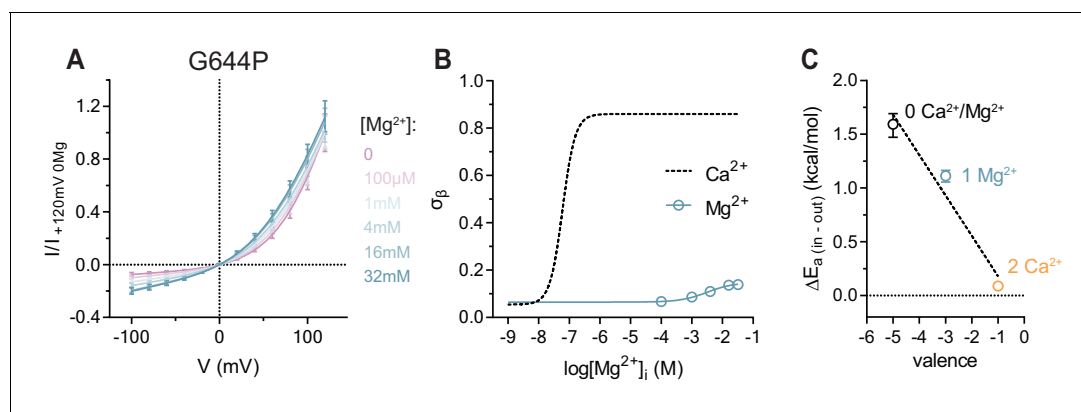 A
G644P
I/I +120mV 0Mg
1.2
0.8
0.4
0.0
-0.4
-100
0
100
V (mV)
[Mg²⁺]:
0
100µM
1mM
4mM
16mM
32mM
B
σβ
1.0
0.8
0.6
0.4
0.2
0.0
-9 -8 -7 -6 -5 -4 -3 -2 -1
log[Mg²⁺]i (M)
Ca²⁺
Mg²⁺
C
ΔEa (in - out) (kcal/mol)
2.0
1.5
1.0
0.5
0.0
0 Ca²⁺/Mg²⁺
1 Mg²⁺
2 Ca²⁺
-6 -5 -4 -3 -2 -1 0
valence